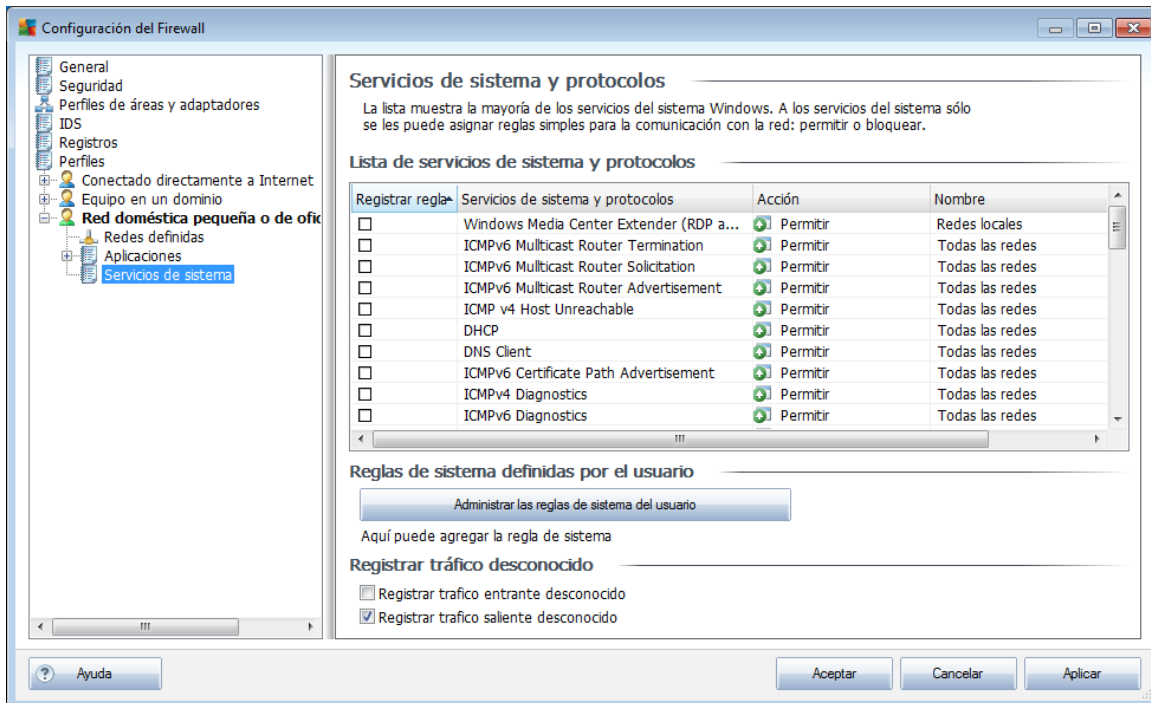 Configuración del Firewall
General
Seguridad
Perfiles de áreas y adaptadores
IDS
Registros
Perfiles
Conectado directamente a Internet
Equipo en un dominio
Red doméstica pequeña o de ofic
Redes definidas
Aplicaciones
Servicios de sistema
Servicios de sistema y protocolos
La lista muestra la mayoría de los servicios del sistema Windows. A los servicios del sistema sólo
se les puede asignar reglas simples para la comunicación con la red: permitir o bloquear.
Lista de servicios de sistema y protocolos
Registrar regla Servicios de sistema y protocolos Acción Nombre
Windows Media Center Extender (RDP a... Permitir Redes locales
ICMPv6 Mullticast Router Termination Permitir Todas las redes
ICMPv6 Mullticast Router Solicitation Permitir Todas las redes
ICMPv6 Mullticast Router Advertisement Permitir Todas las redes
ICMP v4 Host Unreachable Permitir Todas las redes
DHCP Permitir Todas las redes
DNS Client Permitir Todas las redes
ICMPv6 Certificate Path Advertisement Permitir Todas las redes
ICMPv4 Diagnostics Permitir Todas las redes
ICMPv6 Diagnostics Permitir Todas las redes
Reglas de sistema definidas por el usuario
Administrar las reglas de sistema del usuario
Aquí puede agregar la regla de sistema
Registrar tráfico desconocido
Registrar trafico entrante desconocido
Registrar trafico saliente desconocido
? Ayuda Aceptar Cancelar Aplicar